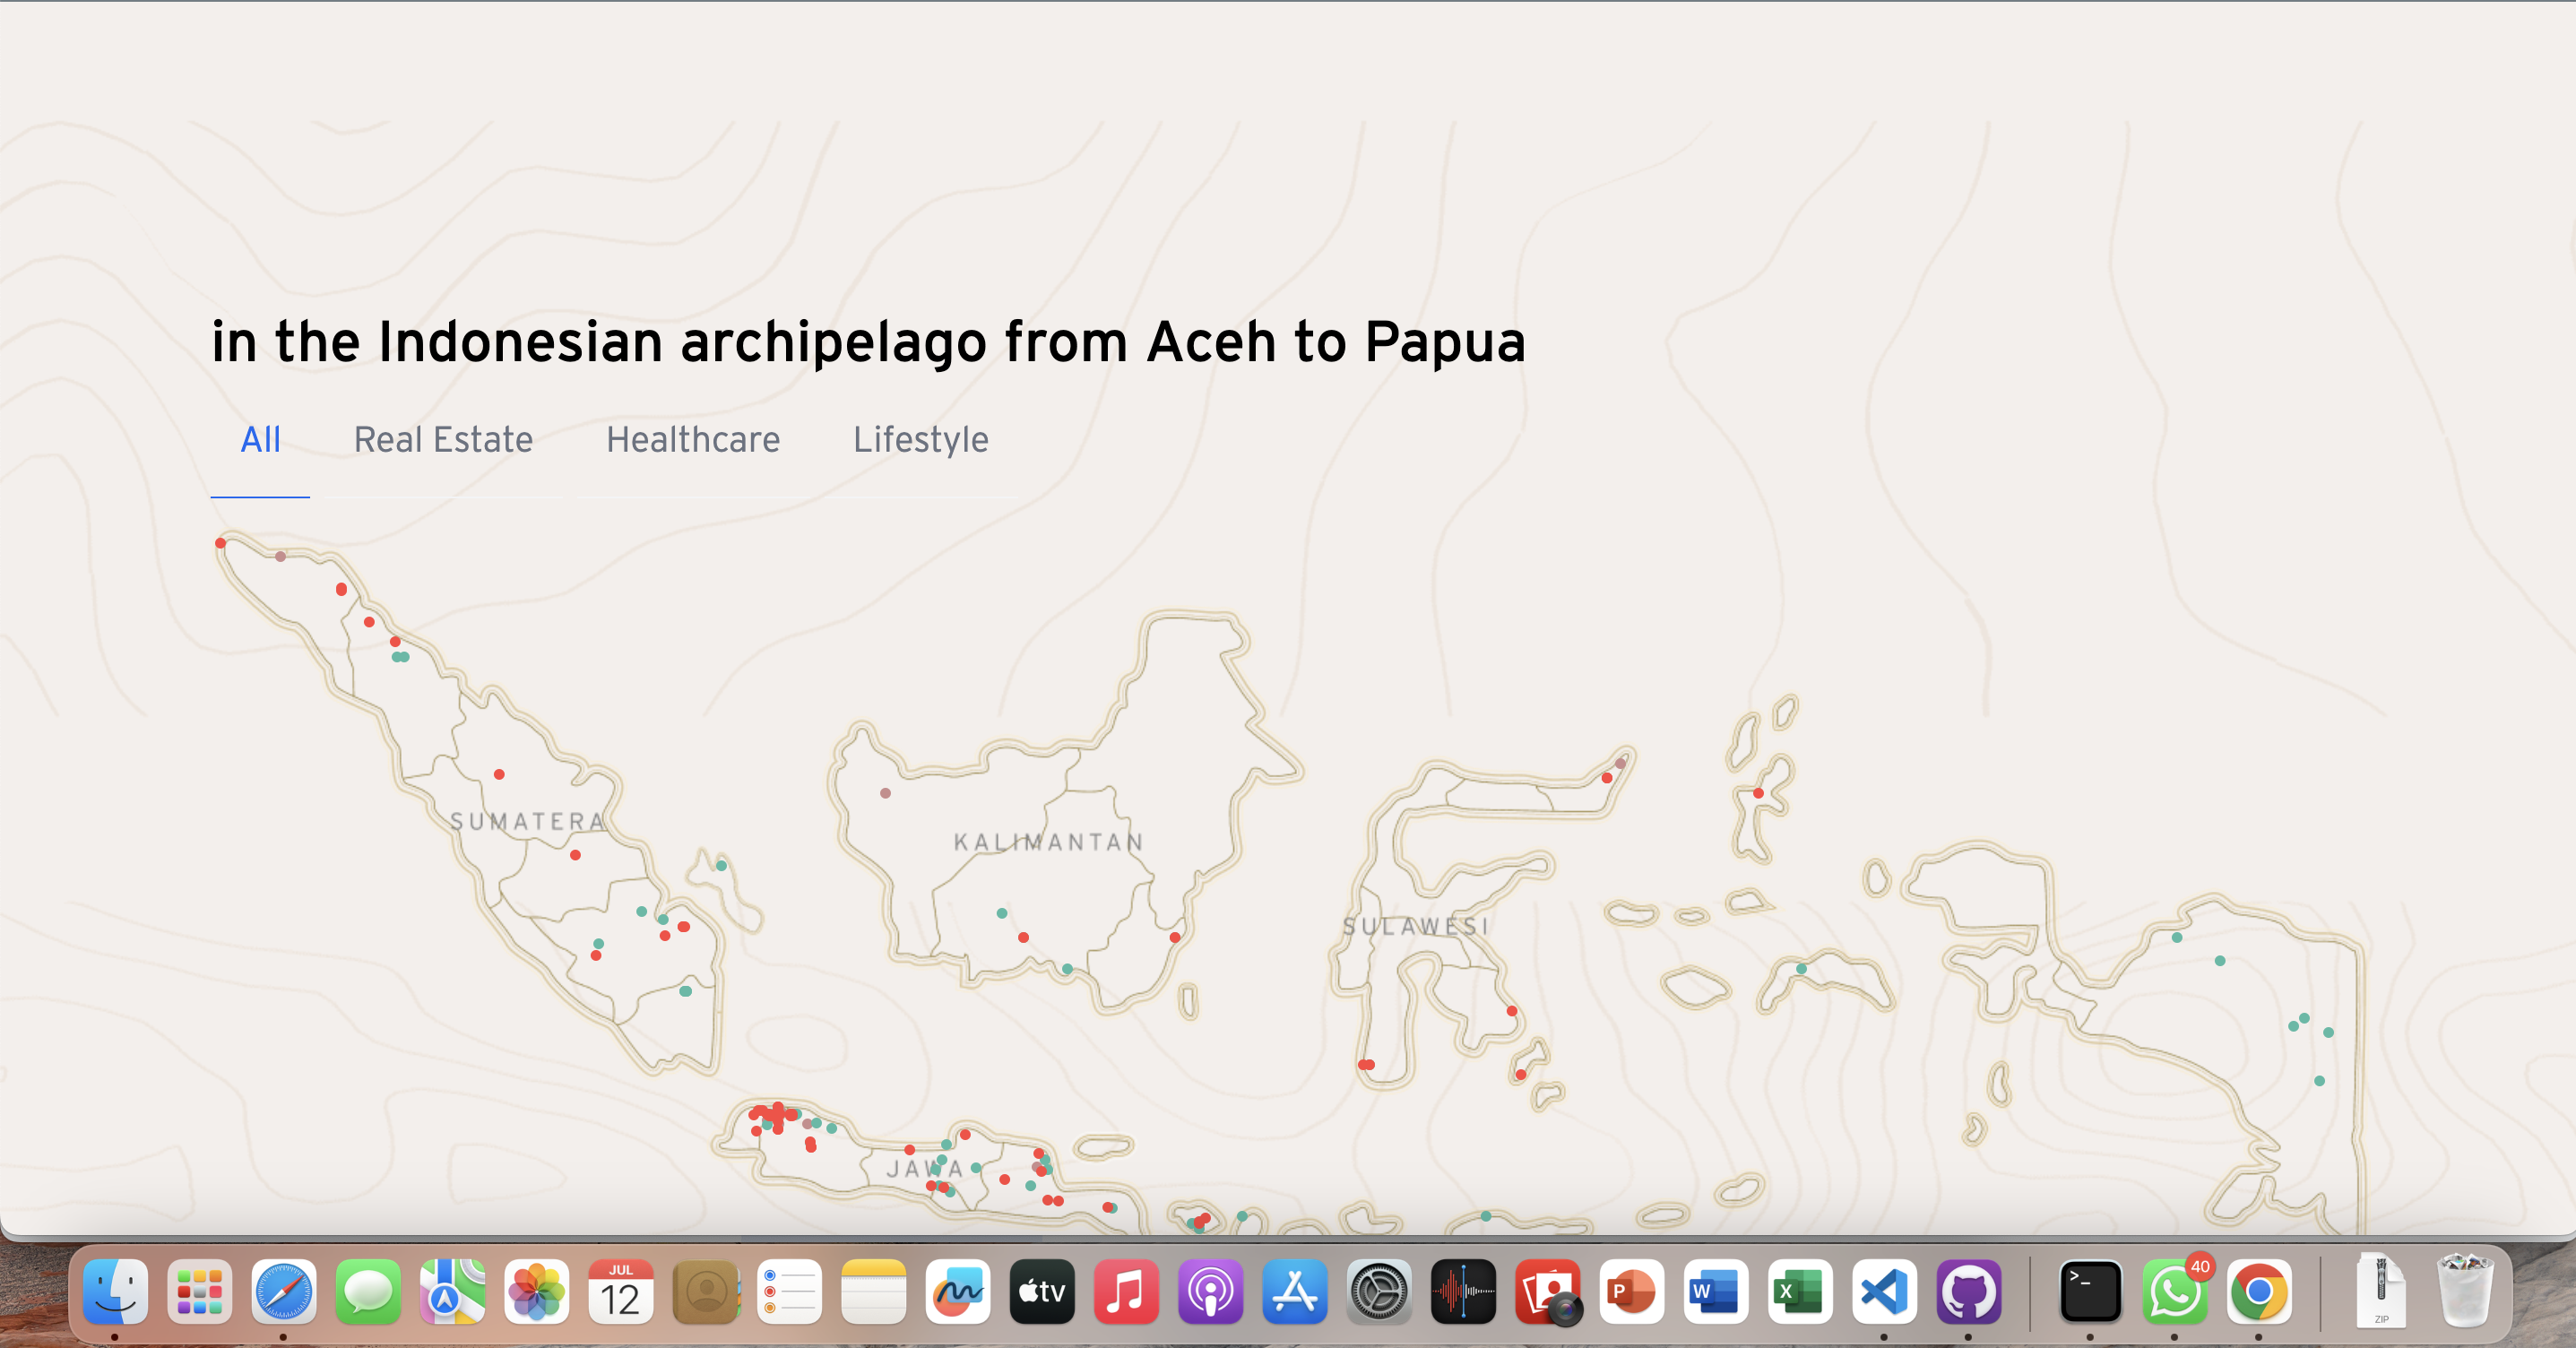 in the Indonesian archipelago from Aceh to Papua
All Real Estate Healthcare Lifestyle
SUMATERA
KALIMANTAN
SULAWESI
JAWA
JUL
12
tv
P
W
X
>_
40
ZIP